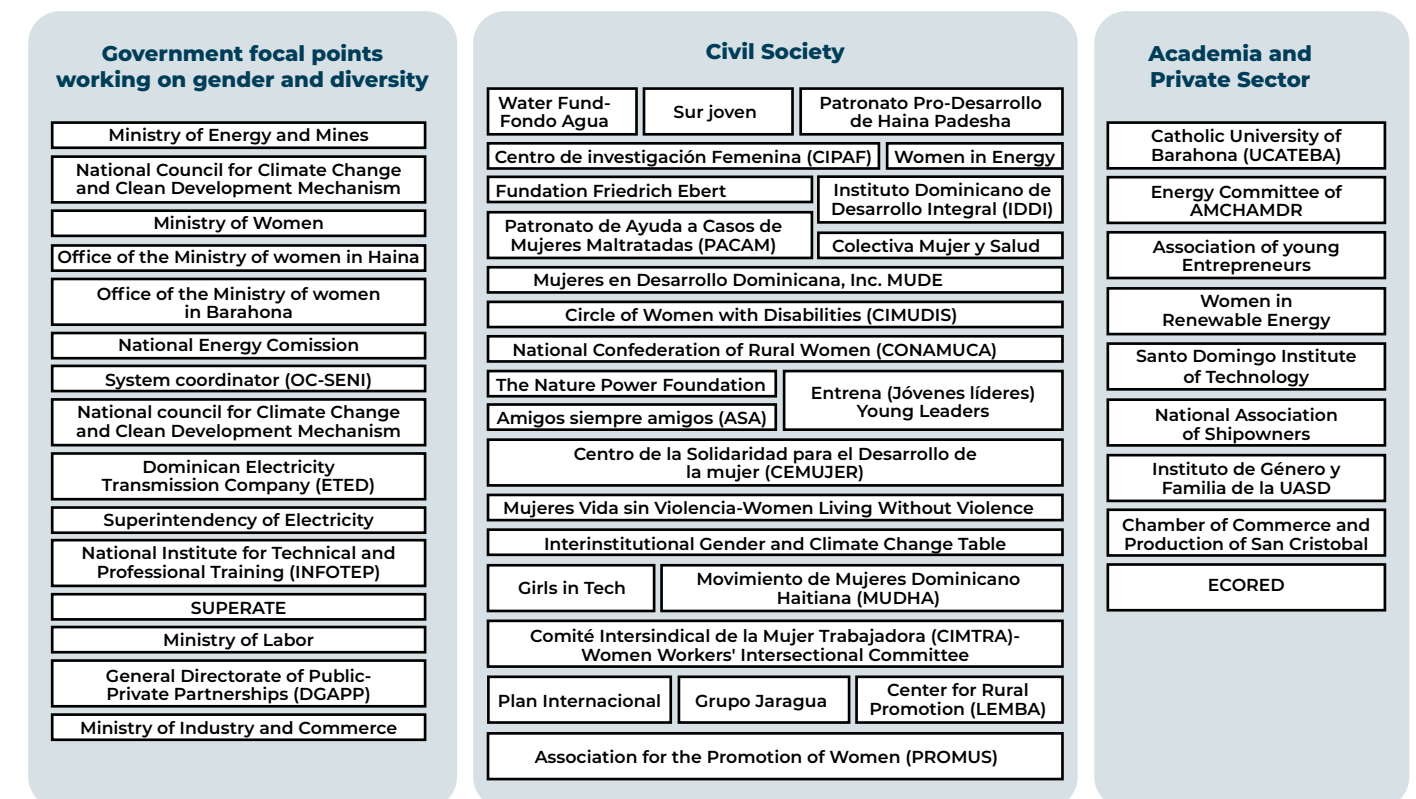 Government focal points
working on gender and diversity
Ministry of Energy and Mines
National Council for Climate Change
and Clean Development Mechanism
Ministry of Women
Office of the Ministry of women in Haina
Office of the Ministry of women
in Barahona
National Energy Comission
System coordinator (OC-SENI)
National council for Climate Change
and Clean Development Mechanism
Dominican Electricity
Transmission Company (ETED)
Superintendency of Electricity
National Institute for Technical and
Professional Training (INFOTEP)
SUPERATE
Ministry of Labor
General Directorate of Public-
Private Partnerships (DGAPP)
Ministry of Industry and Commerce
Civil Society
Water Fund-
Fondo Agua
Sur joven
Patronato Pro-Desarrollo
de Haina Padesha
Centro de investigación Femenina (CIPAF)
Women in Energy
Fundation Friedrich Ebert
Instituto Dominicano de
Desarrollo Integral (IDDI)
Patronato de Ayuda a Casos de
Mujeres Maltratadas (PACAM)
Colectiva Mujer y Salud
Mujeres en Desarrollo Dominicana, Inc. MUDE
Circle of Women with Disabilities (CIMUDIS)
National Confederation of Rural Women (CONAMUCA)
The Nature Power Foundation
Entrena (Jóvenes líderes)
Young Leaders
Amigos siempre amigos (ASA)
Centro de la Solidaridad para el Desarrollo de
la mujer (CEMUJER)
Mujeres Vida sin Violencia-Women Living Without Violence
Interinstitutional Gender and Climate Change Table
Girls in Tech
Movimiento de Mujeres Dominicano
Haitiana (MUDHA)
Comité Intersindical de la Mujer Trabajadora (CIMTRA)-
Women Workers' Intersectional Committee
Plan Internacional
Grupo Jaragua
Center for Rural
Promotion (LEMBA)
Association for the Promotion of Women (PROMUS)
Academia and
Private Sector
Catholic University of
Barahona (UCATEBA)
Energy Committee of
AMCHAMDR
Association of young
Entrepreneurs
Women in
Renewable Energy
Santo Domingo Institute
of Technology
National Association
of Shipowners
Instituto de Género y
Familia de la UASD
Chamber of Commerce and
Production of San Cristobal
ECORED